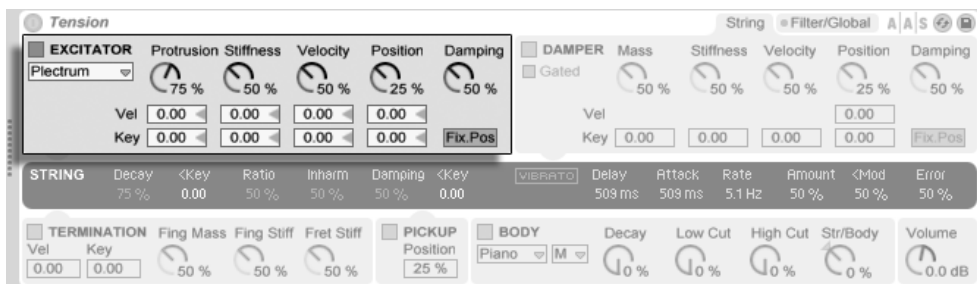 Tension String Filter/Global A A S
EXCITATOR Protrusion Stiffness Velocity Position Damping
Plectrum 75 % 50 % 50 % 25 % 50 %
Vel 0.00 0.00 0.00 0.00
Key 0.00 0.00 0.00 0.00 Fix.Pos
DAMPER Mass Stiffness Velocity Position Damping
Gated 50 % 50 % 50 % 25 % 50 %
Vel 0.00
Key 0.00 0.00 0.00 0.00 Fix.Pos
STRING Decay <Key Ratio Inharm Damping <Key VIBRATO Delay Attack Rate Amount <Mod Error
75 % 0.00 50 % 50 % 50 % 0.00 509 ms 509 ms 5.1 Hz 50 % 50 % 50 %
TERMINATION Fing Mass Fing Stiff Fret Stiff
Vel Key
0.00 0.00 50 % 50 % 50 %
PICKUP
Position
25 %
BODY Decay Low Cut High Cut Str/Body Volume
Piano M 0 % 0 % 0 % 0 % 0.0 dB